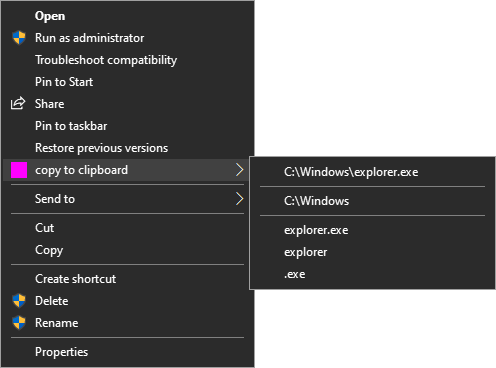 Open
Run as administrator
Troubleshoot compatibility
Pin to Start
Share
Pin to taskbar
Restore previous versions
copy to clipboard
Send to
Cut
Copy
Create shortcut
Delete
Rename
Properties
C:\Windows\explorer.exe
C:\Windows
explorer.exe
explorer
.exe